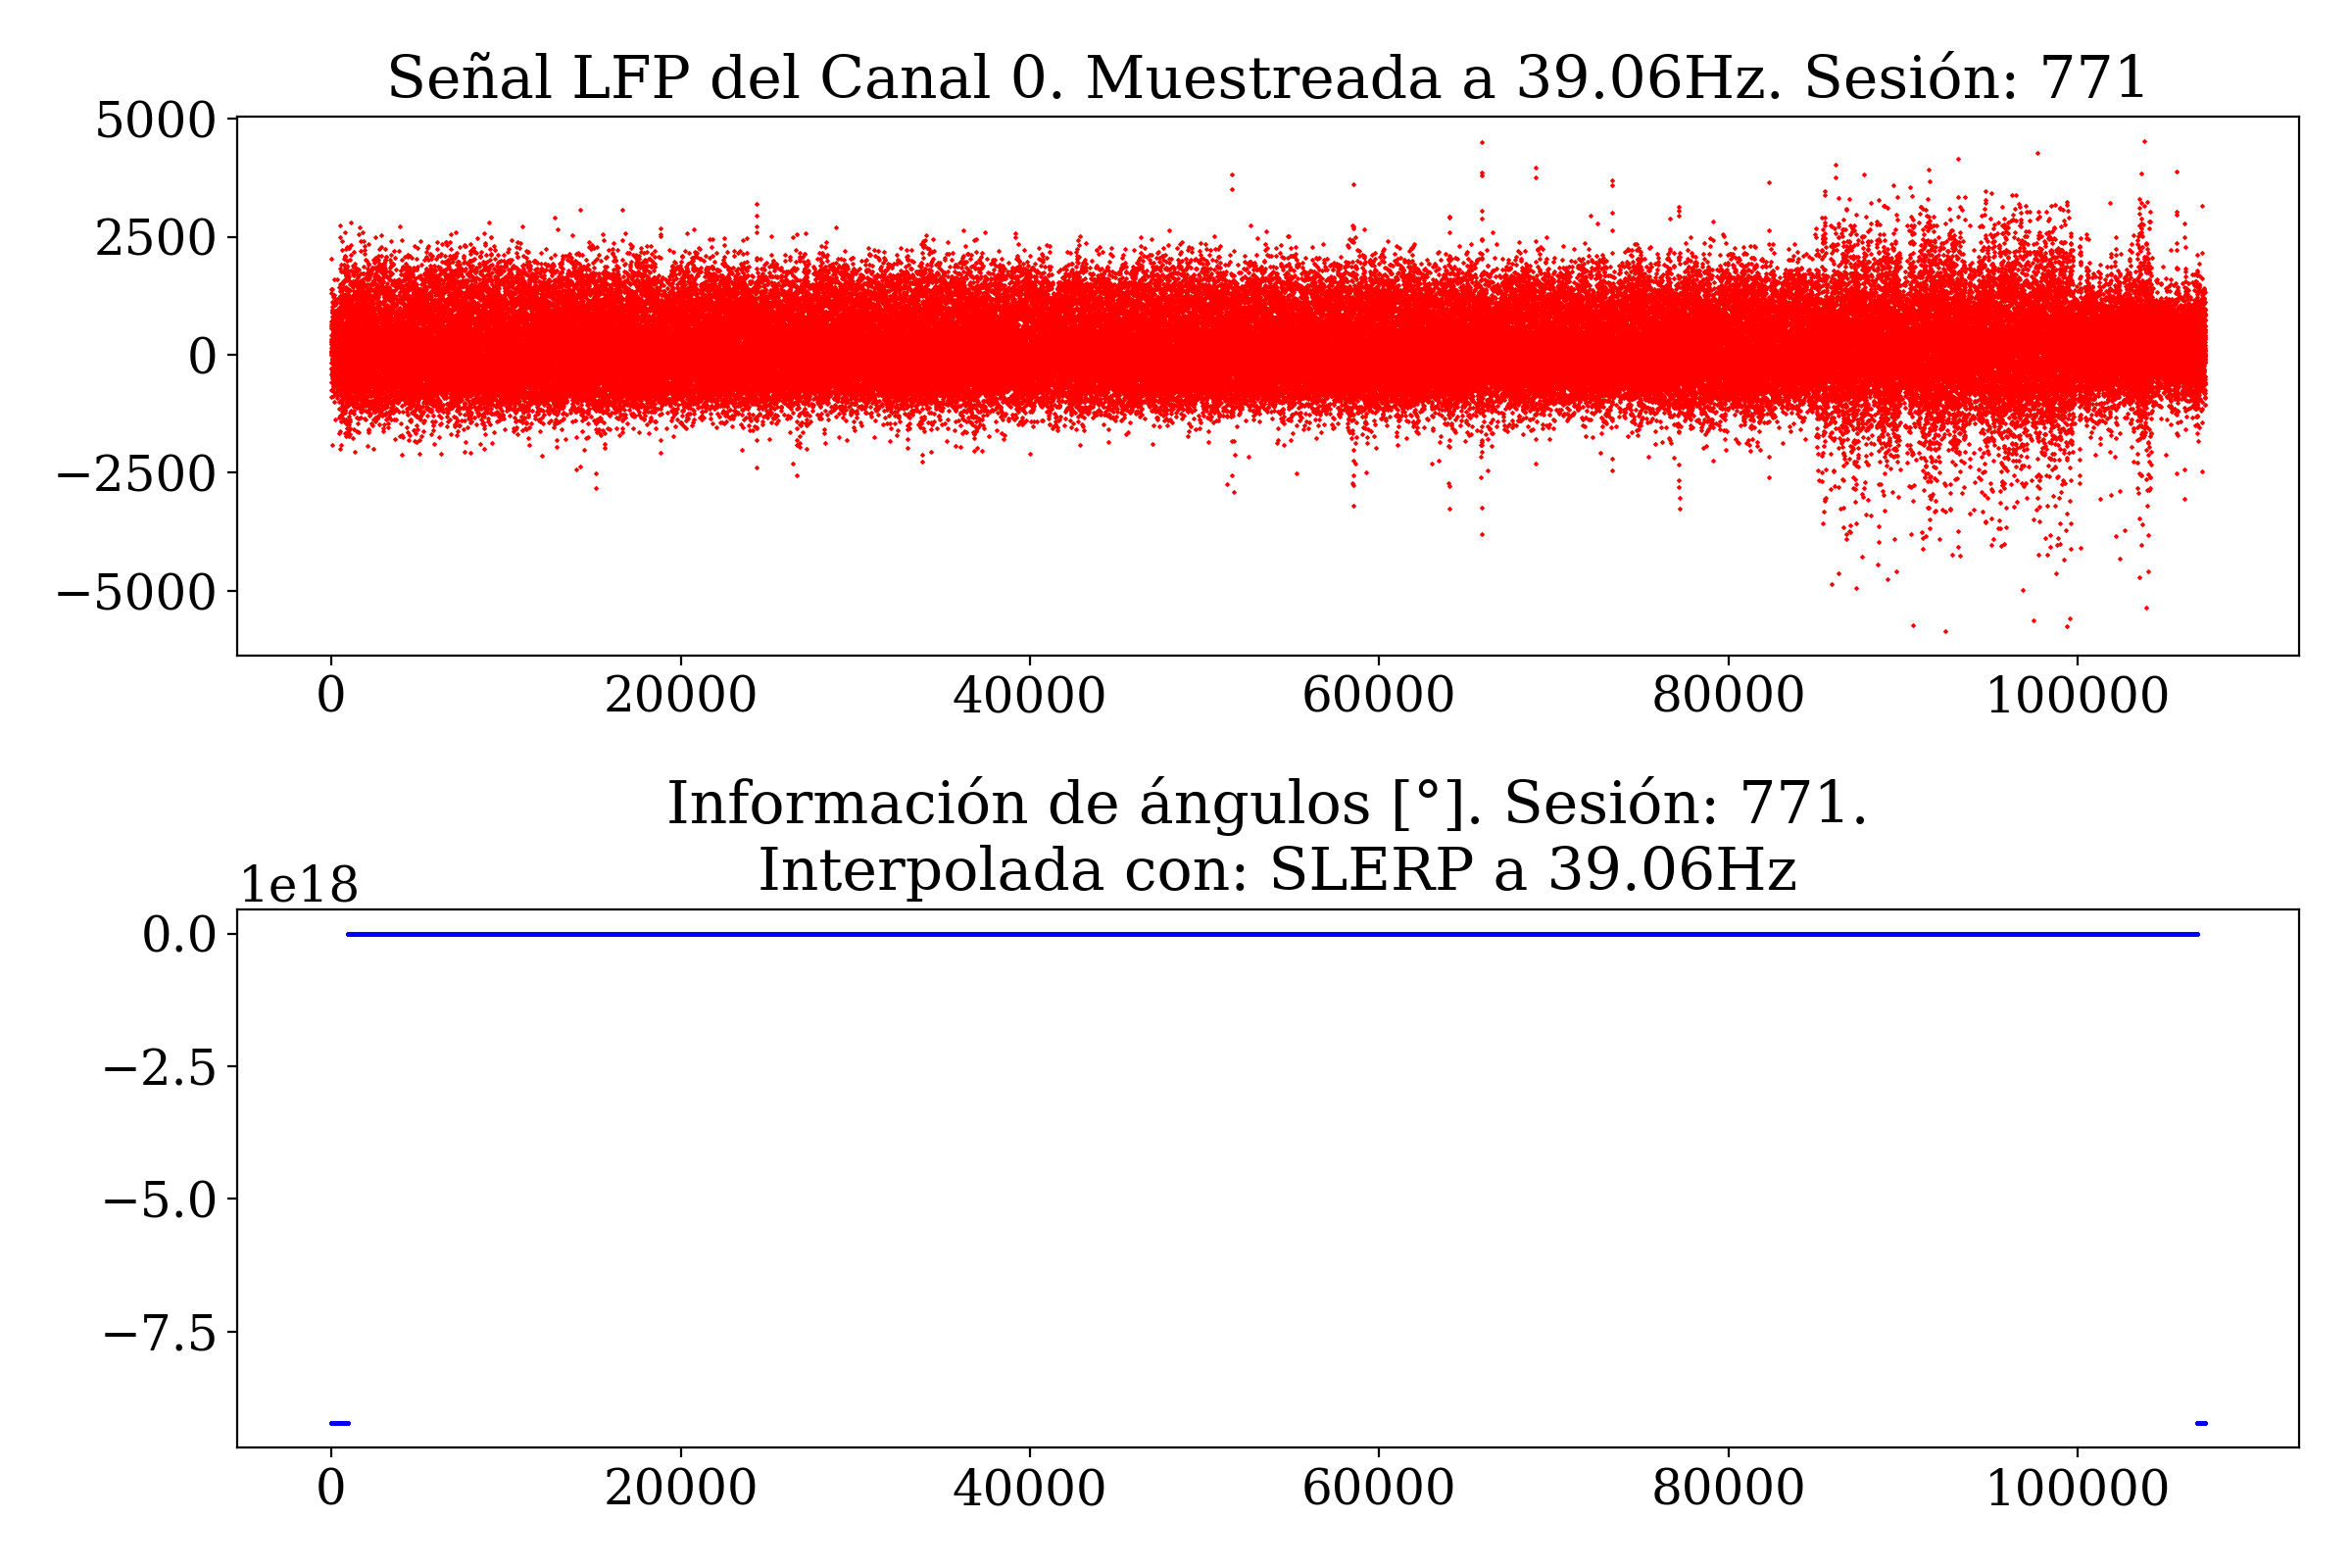 Señal LFP del Canal 0. Muestreada a 39.06Hz. Sesión: 771
5000
2500
0
−2500
−5000
0 20000 40000 60000 80000 100000
Información de ángulos [°]. Sesión: 771.
Interpolada con: SLERP a 39.06Hz
1e18
0.0
−2.5
−5.0
−7.5
0 20000 40000 60000 80000 100000